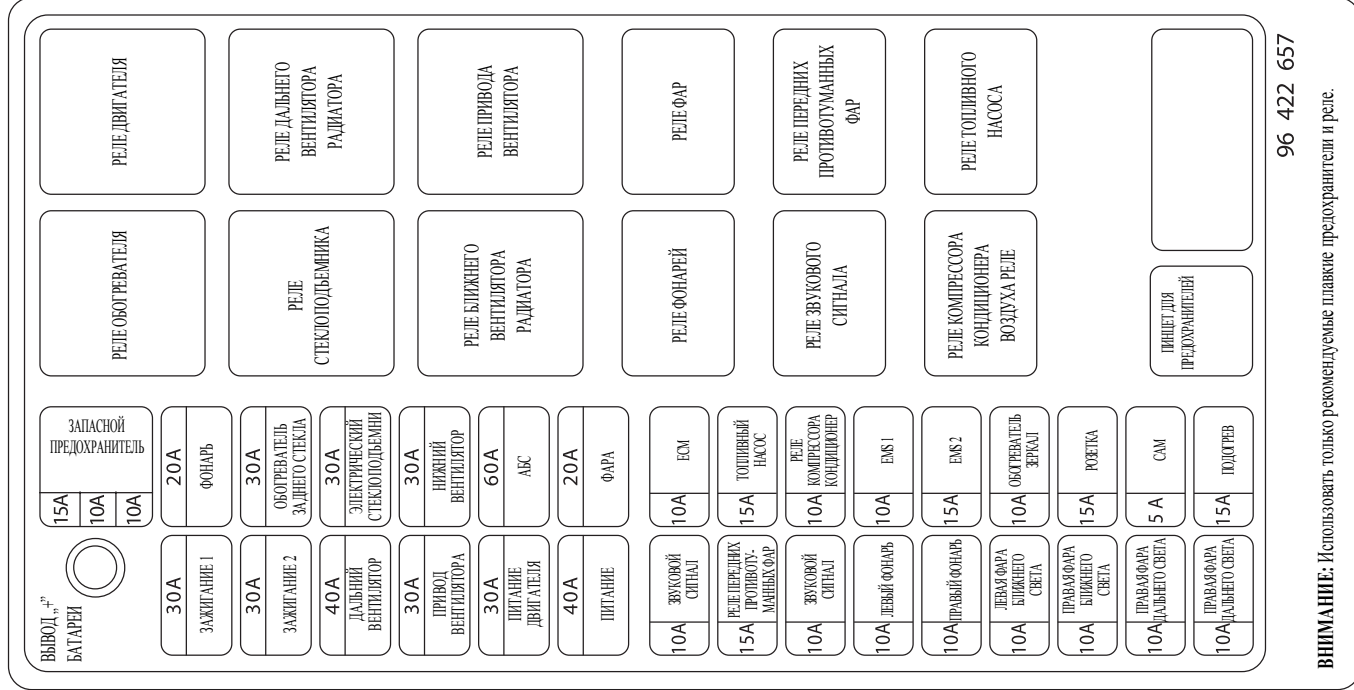 ВЫВОД „+“
БАТАРЕИ
15A
10A
10A
ЗАПАСНОЙ
ПРЕДОХРАНИТЕЛЬ
РЕЛЕ ОБОГРЕВАТЕЛЯ
РЕЛЕ ДВИГАТЕЛЯ
30A
ЗАЖИГАНИЕ 1
20A
ФОНАРЬ
30A
ЗАЖИГАНИЕ 2
30A
ОБОГРЕВАТЕЛЬ
ЗАДНЕГО СТЕКЛА
РЕЛЕ
СТЕКЛОПОДЬЕМНИКА
РЕЛЕ ДАЛЬНЕГО
ВЕНТИЛЯТОРА
РАДИАТОРА
40A
ДАЛЬНИЙ
ВЕНТИЛЯТОР
30A
ЭЛЕКТРИЧЕСКИЙ
СТЕКЛОПОДЬЕМНИ
30A
ПРИВОД
ВЕНТИЛЯТОРА
30A
НИЖНИЙ
ВЕНТИЛЯТОР
РЕЛЕ БЛИЖНЕГО
ВЕНТИЛЯТОРА
РАДИАТОРА
РЕЛЕ ПРИВОДА
ВЕНТИЛЯТОРА
30A
ПИТАНИЕ
ДВИГАТЕЛЯ
60A
АБС
40A
ПИТАНИЕ
20A
ФАРА
10A
ЗВУКОВОЙ
СИГНАЛ
10A
ECM
РЕЛЕ ФОНАРЕЙ
РЕЛЕ ФАР
15A
РЕЛЕ ПЕРЕДНИХ
ПРОТИВОТУ-
МАННЫХ ФАР
15A
ТОПЛИВНЫЙ
НАСОС
10A
ЗВУКОВОЙ
СИГНАЛ
10A
РЕЛЕ
КОМПРЕССОРА
КОНДИЦИОНЕР
РЕЛЕ ЗВУКОВОГО
СИГНАЛА
РЕЛЕ ПЕРЕДНИХ
ПРОТИВОТУМАННЫХ
ФАР
10A
ЛЕВЫЙ ФОНАРЬ
10A
EMS 1
10A
ПРАВЫЙ ФОНАРЬ
15A
EMS 2
РЕЛЕ КОМПРЕССОРА
КОНДИЦИОНЕРА
ВОЗДУХА РЕЛЕ
РЕЛЕ ТОПЛИВНОГО
НАСОСА
10A
ЛЕВАЯ ФАРА
БЛИЖНЕГО
СВЕТА
10A
ОБОГРЕВАТЕЛЬ
ЗЕРКАЛ
10A
ПРАВАЯ ФАРА
БЛИЖНЕГО
СВЕТА
15A
РОЗЕТКА
10A
ПРАВАЯ ФАРА
ДАЛЬНЕГО СВЕТА
5 A
САМ
10A
ПРАВАЯ ФАРА
ДАЛЬНЕГО СВЕТА
15A
ПОДОГРЕВ
ПИНЦЕТ ДЛЯ
ПРЕДОХРАНИТЕЛЕЙ
96 422 657
ВНИМАНИЕ: Использовать только рекомендуемые плавкие предохранители и реле.